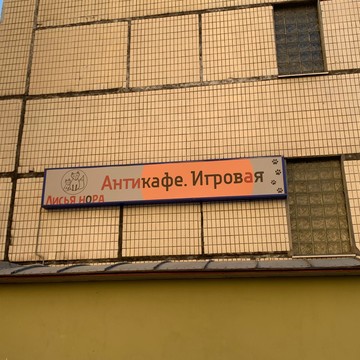 Антикафе. Игровая
Лисья нора